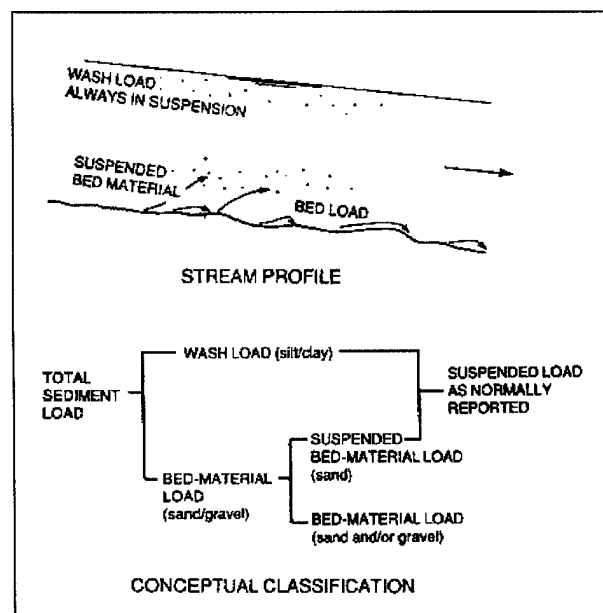 WASH LOAD
ALWAYS IN SUSPENSION
SUSPENDED
BED MATERIAL
BED LOAD
STREAM PROFILE
WASH LOAD (silt/clay)
TOTAL
SEDIMENT
LOAD
SUSPENDED LOAD
AS NORMALLY
REPORTED
SUSPENDED
BED-MATERIAL LOAD
(sand)
BED-MATERIAL
LOAD
(sand/gravel)
BED-MATERIAL LOAD
(sand and/or gravel)
CONCEPTUAL CLASSIFICATION